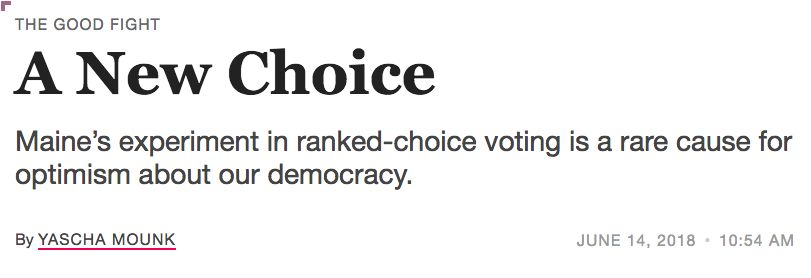 THE GOOD FIGHT
A New Choice
Maine’s experiment in ranked-choice voting is a rare cause for
optimism about our democracy.
By YASCHA MOUNK
JUNE 14, 2018 • 10:54 AM